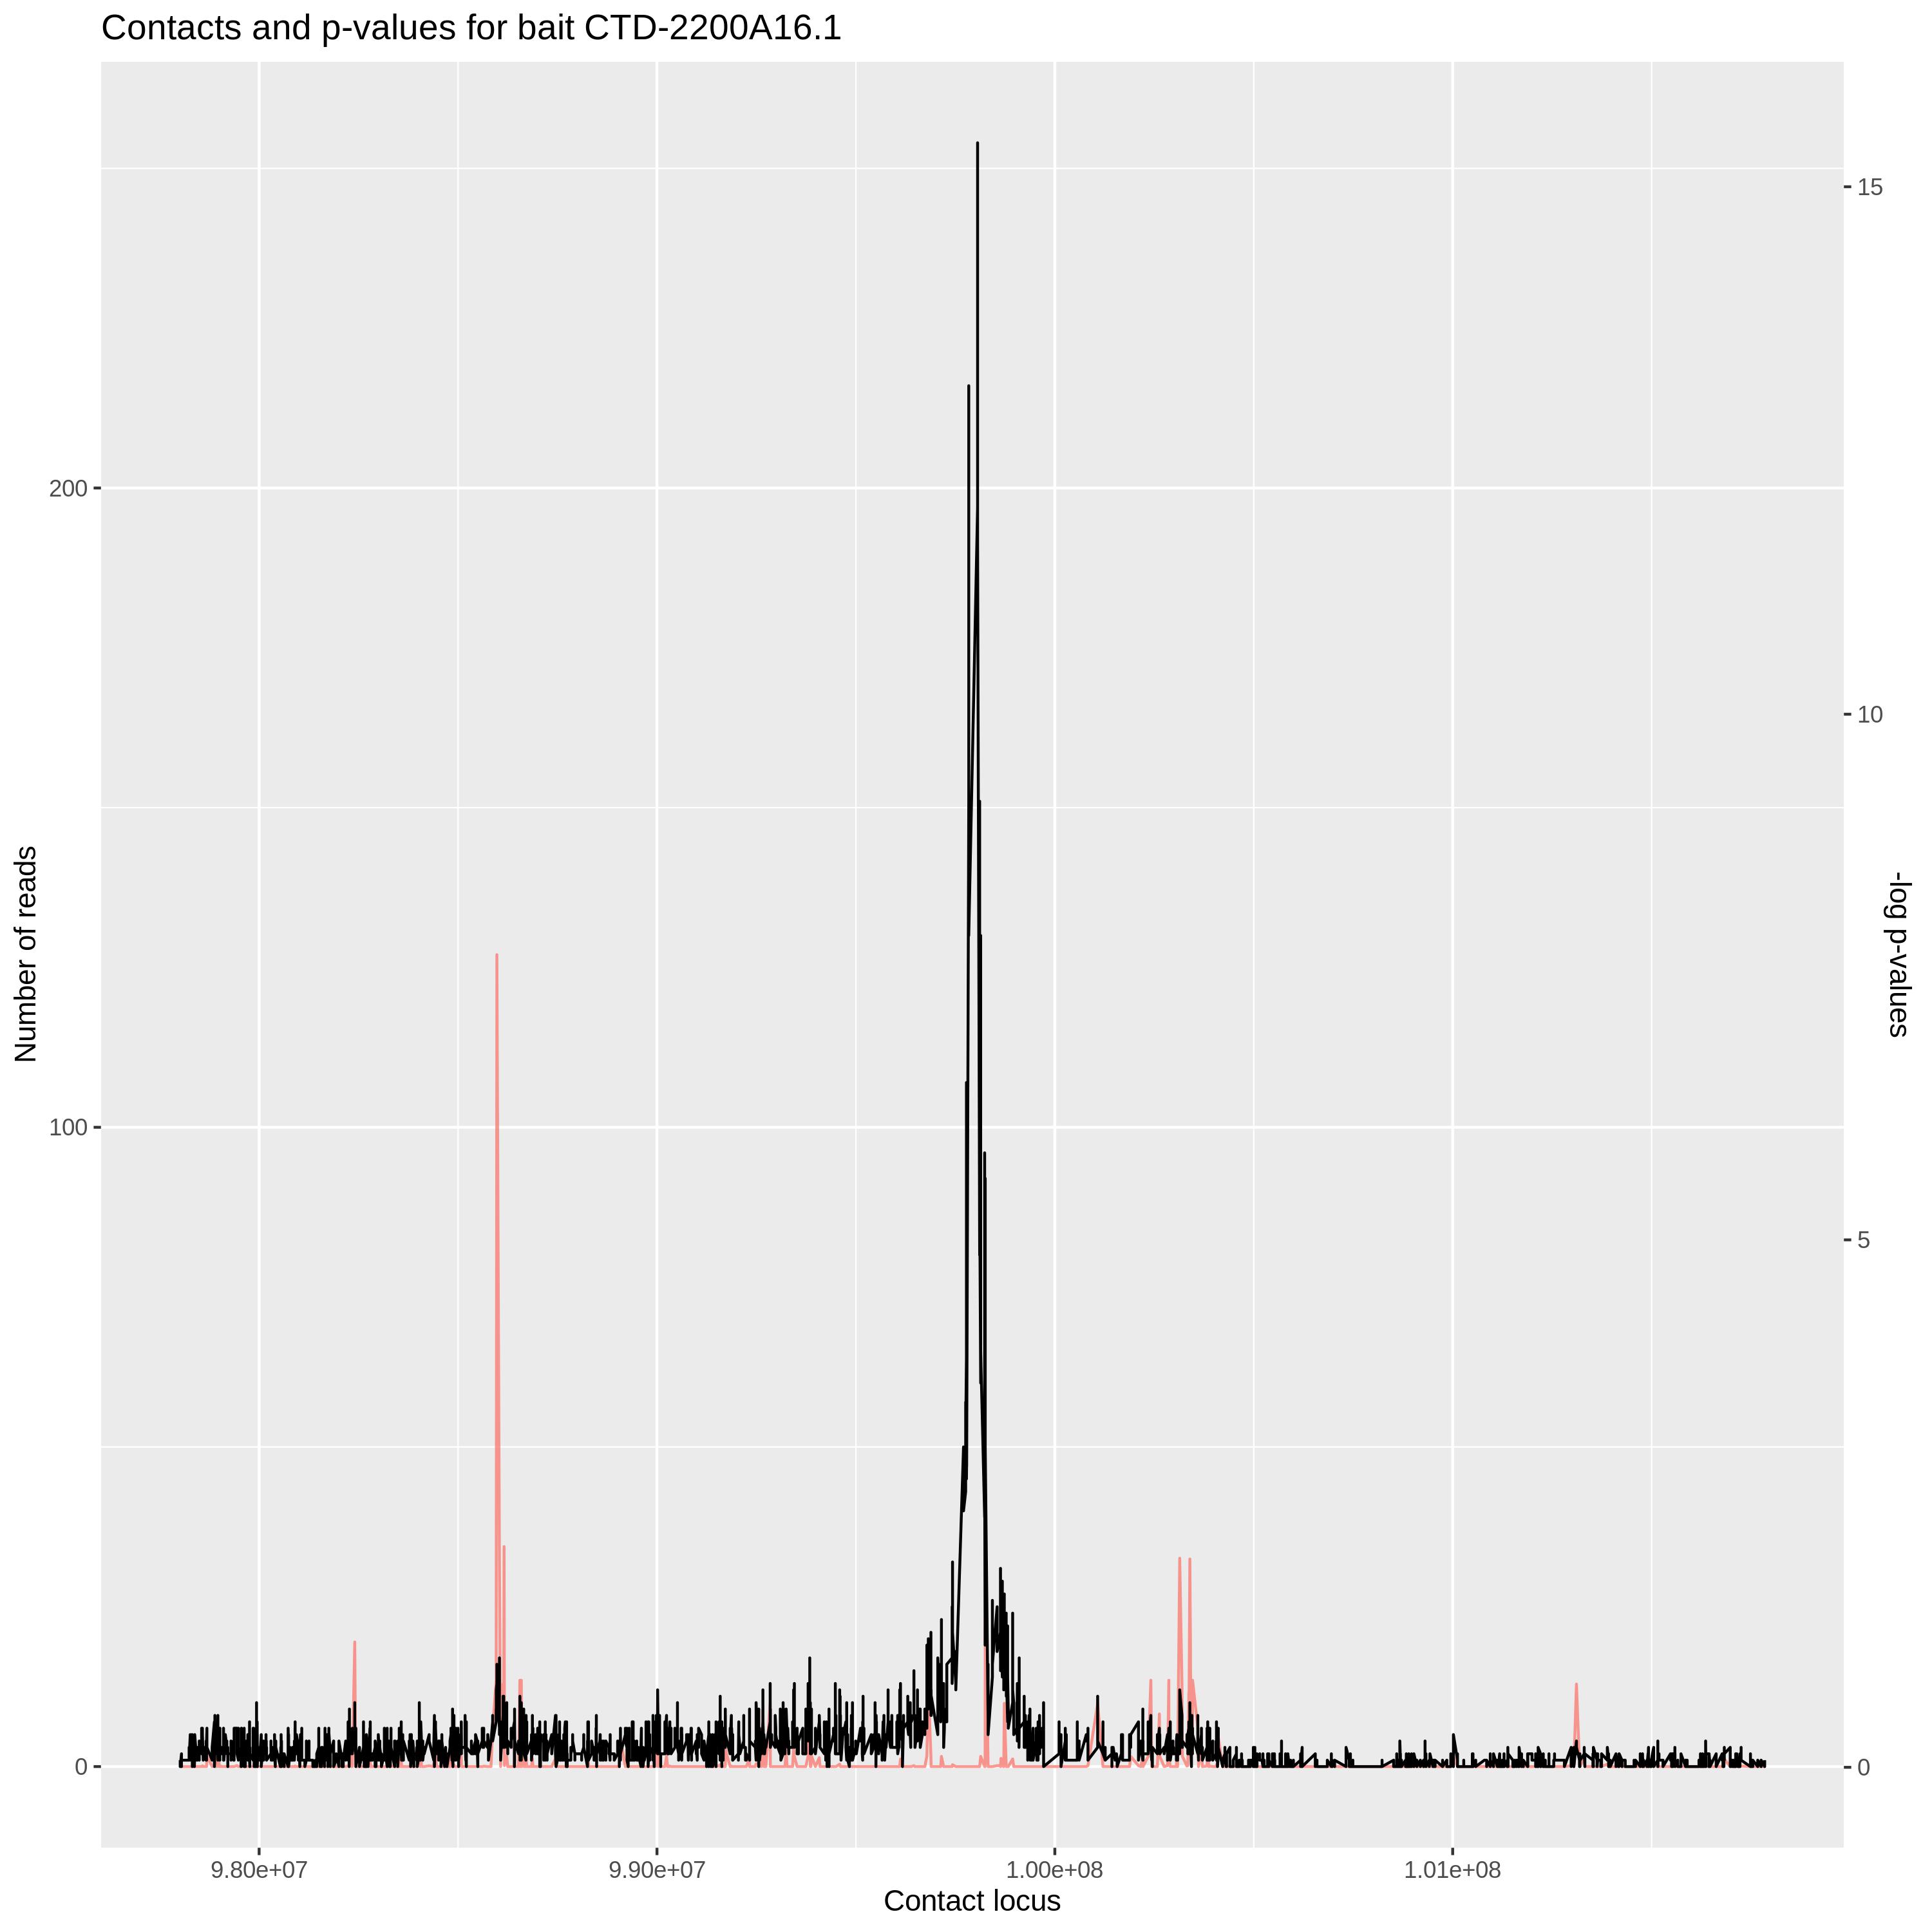 Contacts and p-values for bait CTD-2200A16.1
Number of reads
200
100
0
15
10
5
0
-log p-values
9.80e+07
9.90e+07
1.00e+08
1.01e+08
Contact locus